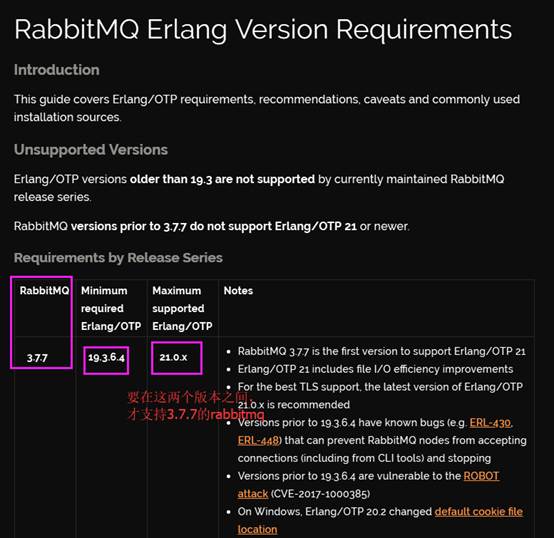 RabbitMQ Erlang Version Requirements
Introduction
This guide covers Erlang/OTP requirements, recommendations, caveats and commonly used
installation sources.
Unsupported Versions
Erlang/OTP versions older than 19.3 are not supported by currently maintained RabbitMQ
release series.
RabbitMQ versions prior to 3.7.7 do not support Erlang/OTP 21 or newer.
Requirements by Release Series
RabbitMQ
Minimum
required
Erlang/OTP
Maximum
supported
Erlang/OTP
Notes
3.7.7
19.3.6.4
21.0.x
要在这两个版本之间,
才支持3.7.7的rabbitmq
• RabbitMQ 3.7.7 is the first version to support Erlang/OTP 21
• Erlang/OTP 21 includes file I/O efficiency improvements
• For the best TLS support, the latest version of Erlang/OTP
21.0.x is recommended
• Versions prior to 19.3.6.4 have known bugs (e.g. ERL-430,
ERL-448) that can prevent RabbitMQ nodes from accepting
connections (including from CLI tools) and stopping
• Versions prior to 19.3.6.4 are vulnerable to the ROBOT
attack (CVE-2017-1000385)
• On Windows, Erlang/OTP 20.2 changed default cookie file
location